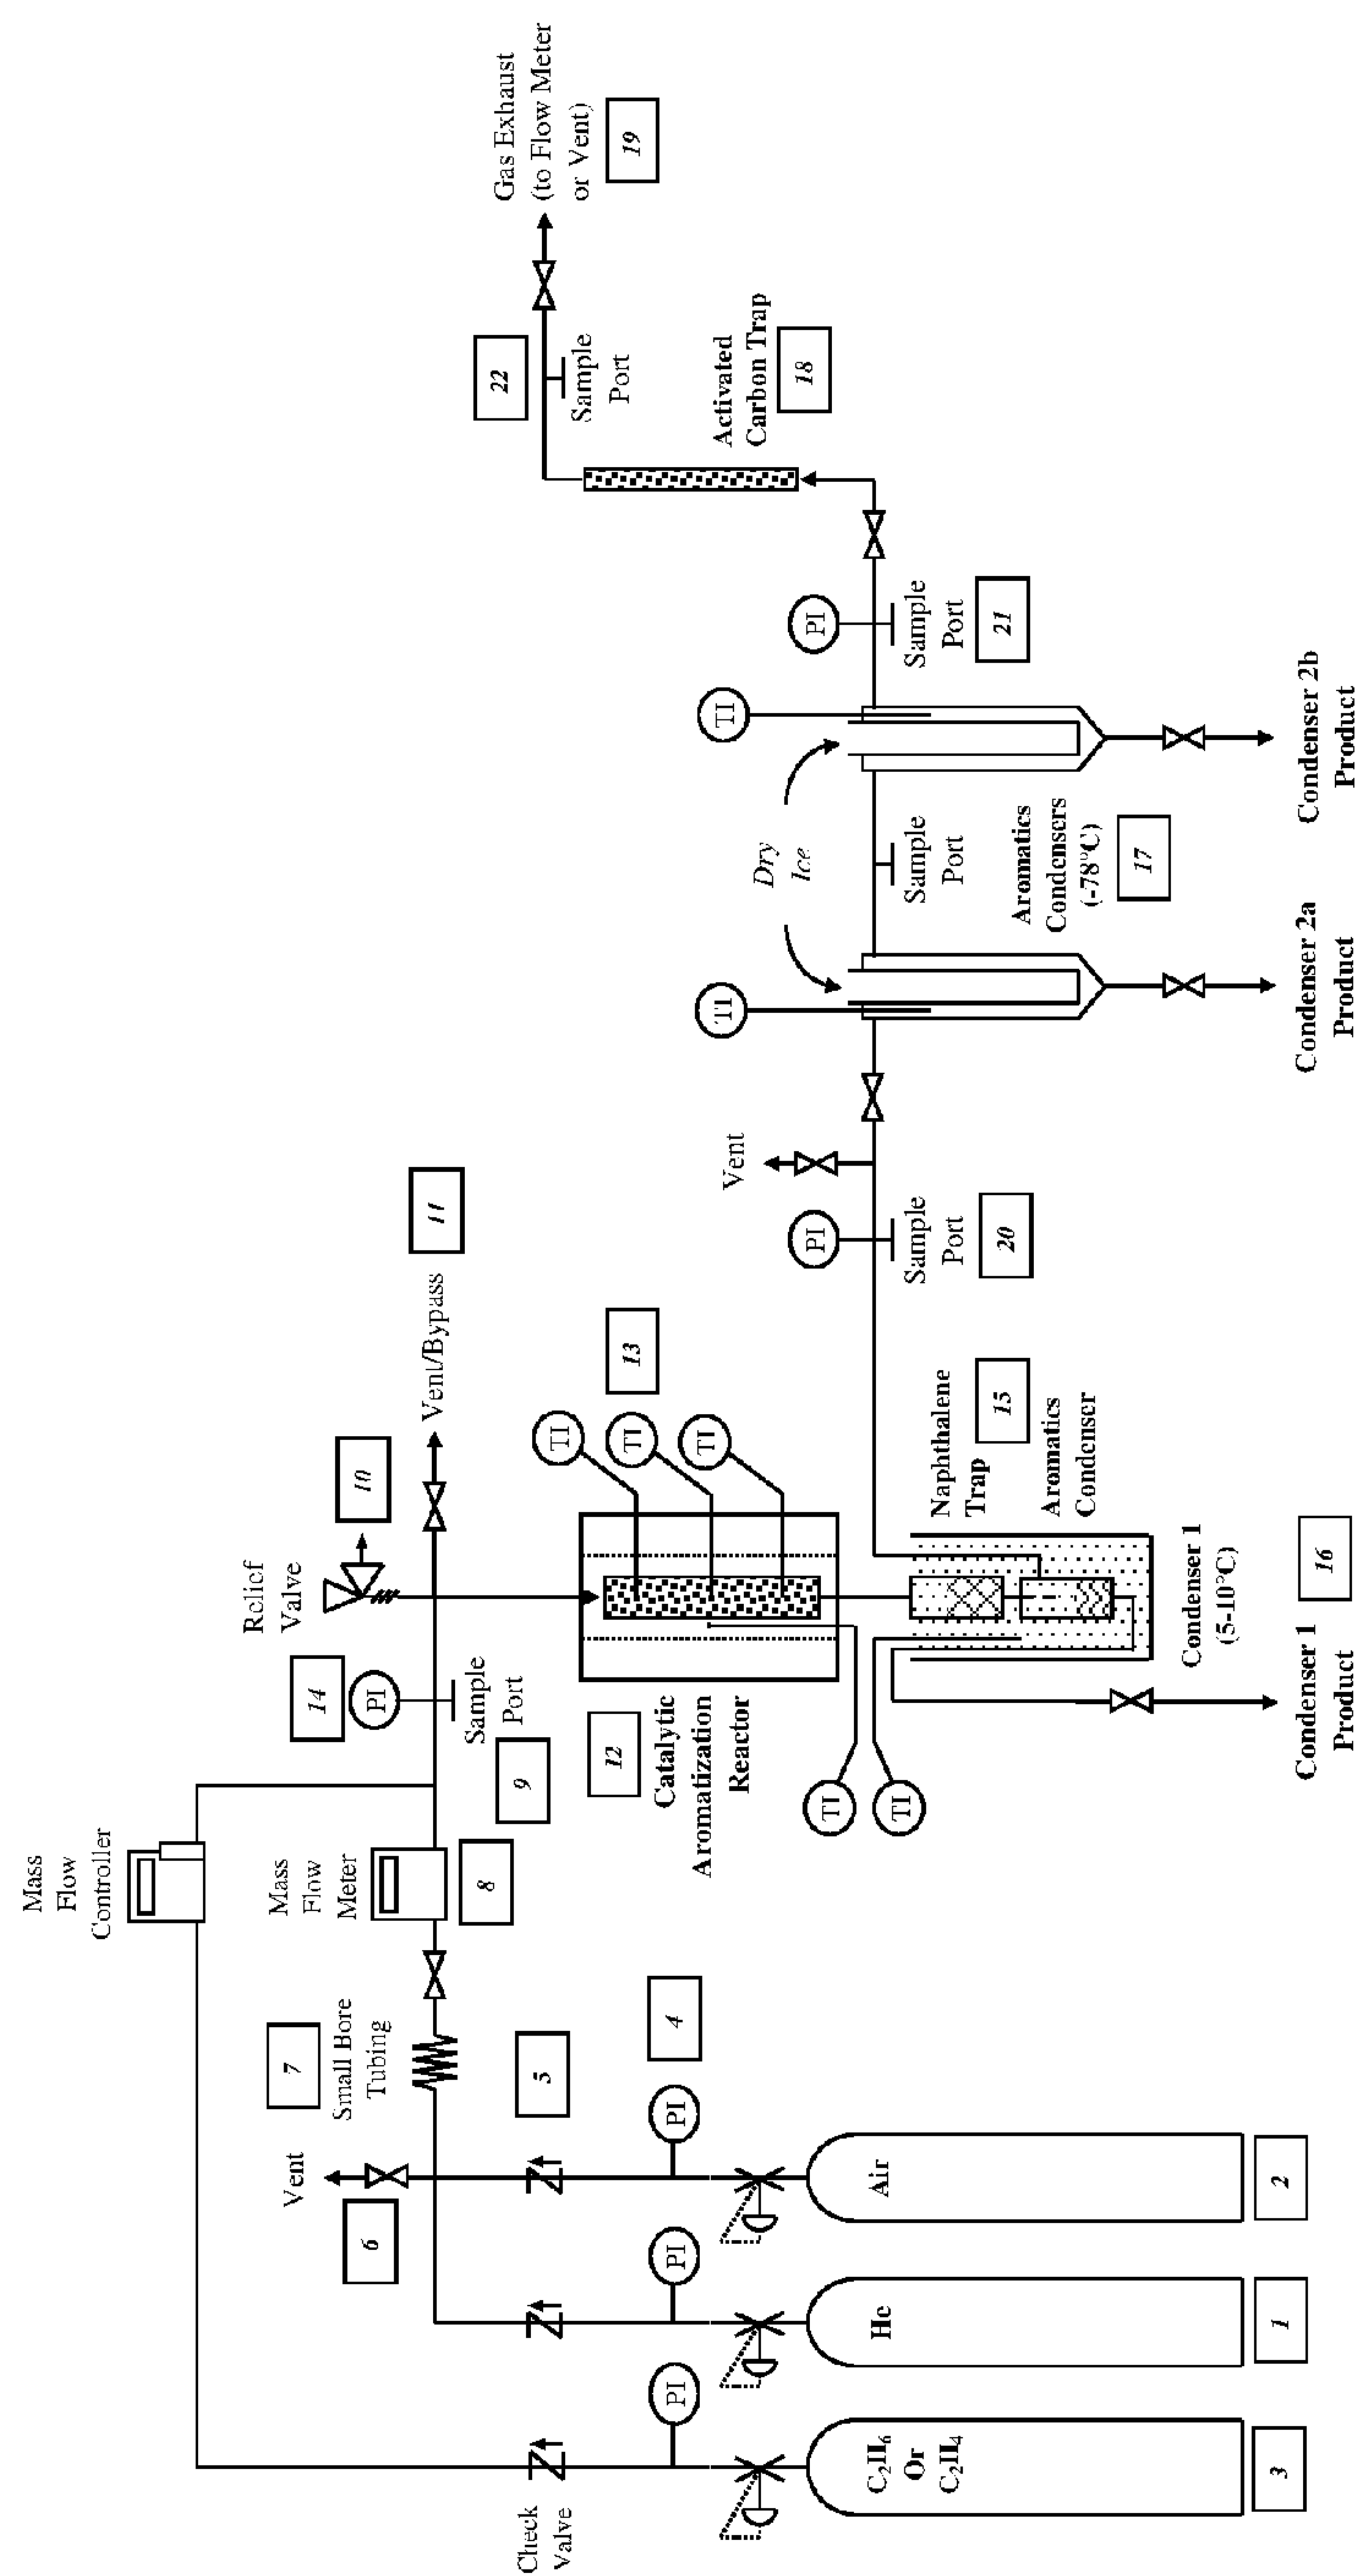 Mass
Flow
Controller
Mass
Flow
Meter
8
7
Small Bore
Tubing
Vent
6
5
4
PI
PI
PI
Check
Valve
C₂H₆
Or
C₂H₄
3
He
1
Air
2
14
PI
Sample
Port
9
Relief
Valve
10
Vent/Bypass
11
12
Catalytic
Aromatization
Reactor
TI
TI
TI
13
TI
TI
Naphthalene
Trap
15
Aromatics
Condenser
Condenser 1
(5-10°C)
16
Condenser 1
Product
PI
Sample
Port
20
Vent
TI
TI
Dry
Ice
Sample
Port
Aromatics
Condensers
(-78°C)
17
Condenser 2a
Product
Condenser 2b
Product
PI
Sample
Port
21
Activated
Carbon Trap
18
22
Sample
Port
Gas Exhaust
(to Flow Meter
or Vent)
19